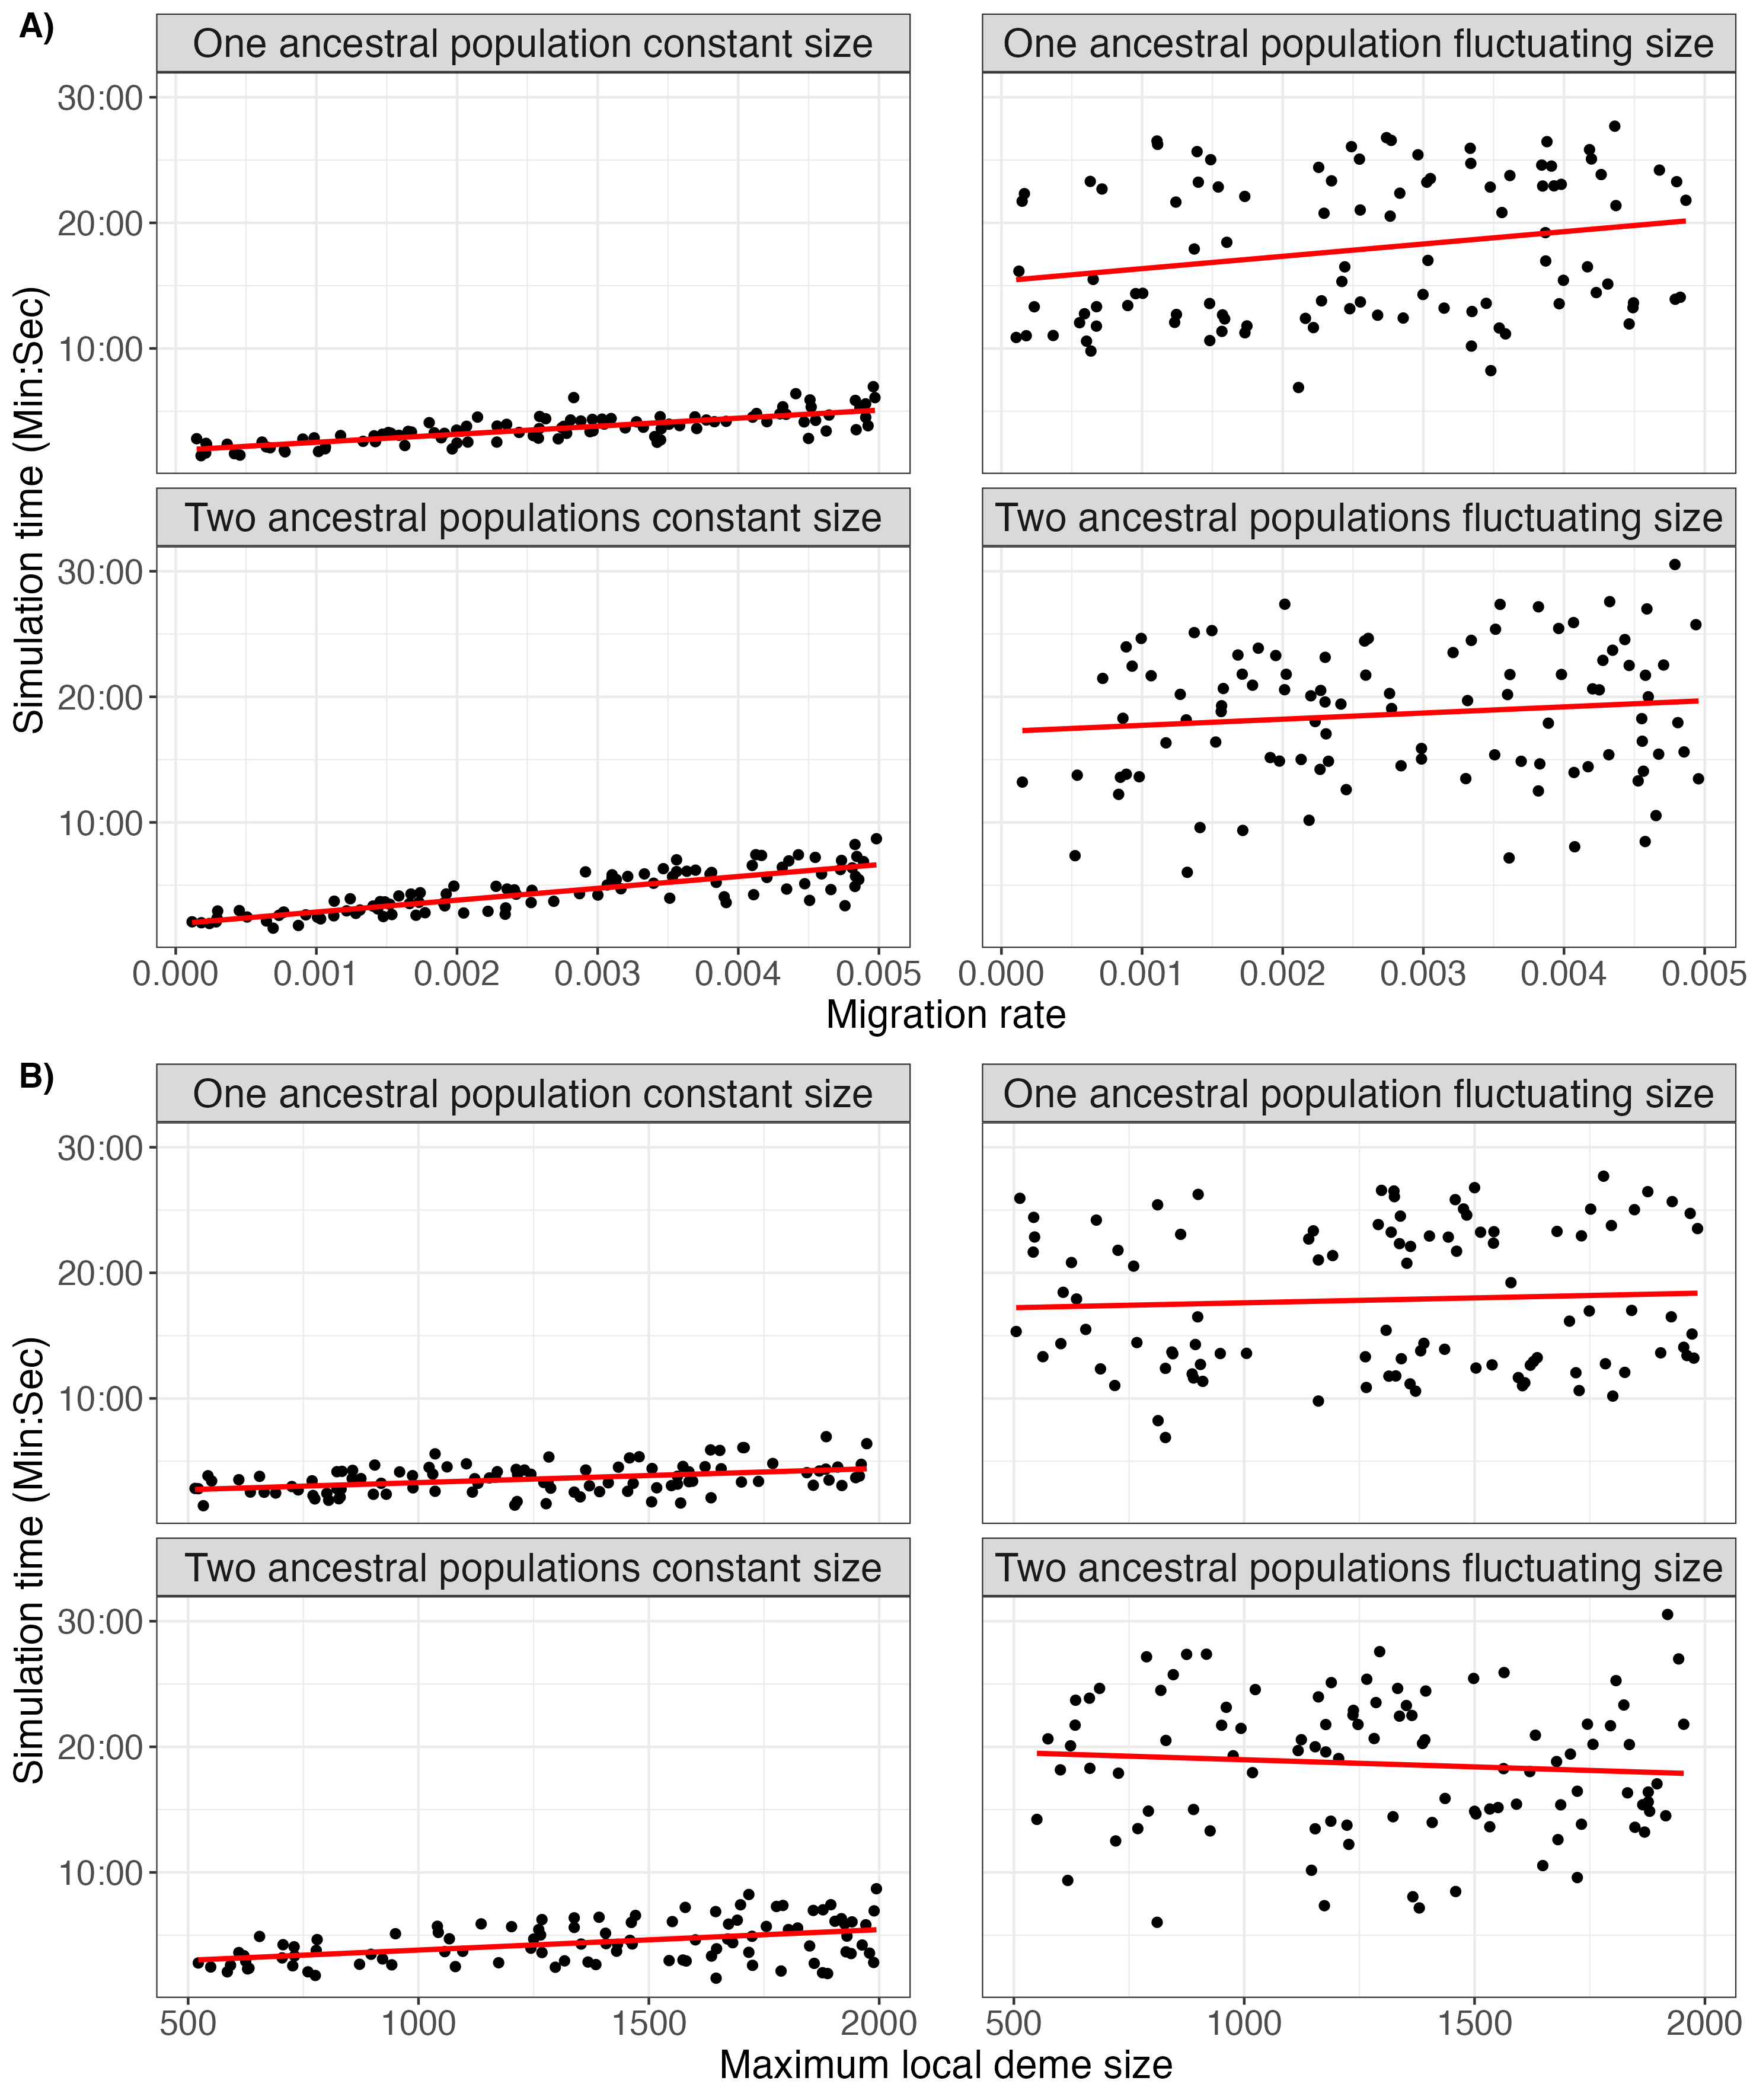 A)
One ancestral population constant size
One ancestral population fluctuating size
30:00
20:00
10:00
Two ancestral populations constant size
Two ancestral populations fluctuating size
30:00
20:00
10:00
Simulation time (Min:Sec)
0.000 0.001 0.002 0.003 0.004 0.005
0.000 0.001 0.002 0.003 0.004 0.005
Migration rate
B)
One ancestral population constant size
One ancestral population fluctuating size
30:00
20:00
10:00
Two ancestral populations constant size
Two ancestral populations fluctuating size
30:00
20:00
10:00
Simulation time (Min:Sec)
500 1000 1500 2000
500 1000 1500 2000
Maximum local deme size